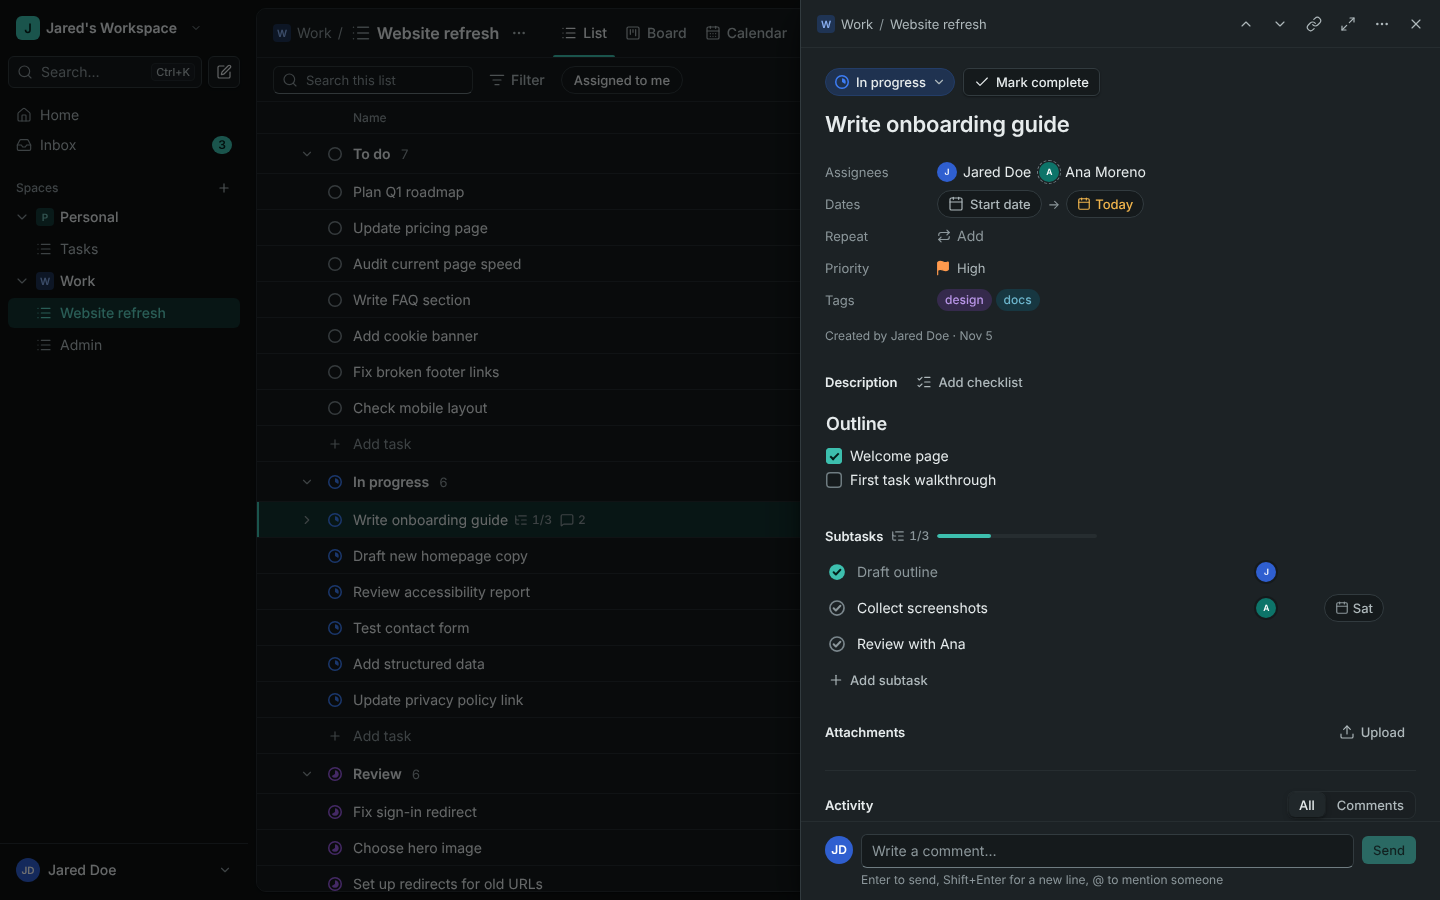 J Jared's Workspace
Search... Ctrl+K
Home
Inbox 3
Spaces
P Personal
Tasks
W Work
Website refresh
Admin
JD Jared Doe
W Work / Website refresh
List Board Calendar
Search this list Filter Assigned to me
Name
To do 7
Plan Q1 roadmap
Update pricing page
Audit current page speed
Write FAQ section
Add cookie banner
Fix broken footer links
Check mobile layout
Add task
In progress 6
Write onboarding guide 1/3 2
Draft new homepage copy
Review accessibility report
Test contact form
Add structured data
Update privacy policy link
Add task
Review 6
Fix sign-in redirect
Choose hero image
Set up redirects for old URLs
W Work / Website refresh
In progress Mark complete
Write onboarding guide
Assignees J Jared Doe A Ana Moreno
Dates Start date → Today
Repeat Add
Priority High
Tags design docs
Created by Jared Doe · Nov 5
Description Add checklist
Outline
Welcome page
First task walkthrough
Subtasks 1/3
Draft outline J
Collect screenshots A Sat
Review with Ana
Add subtask
Attachments Upload
Activity All Comments
JD Write a comment... Send
Enter to send, Shift+Enter for a new line, @ to mention someone